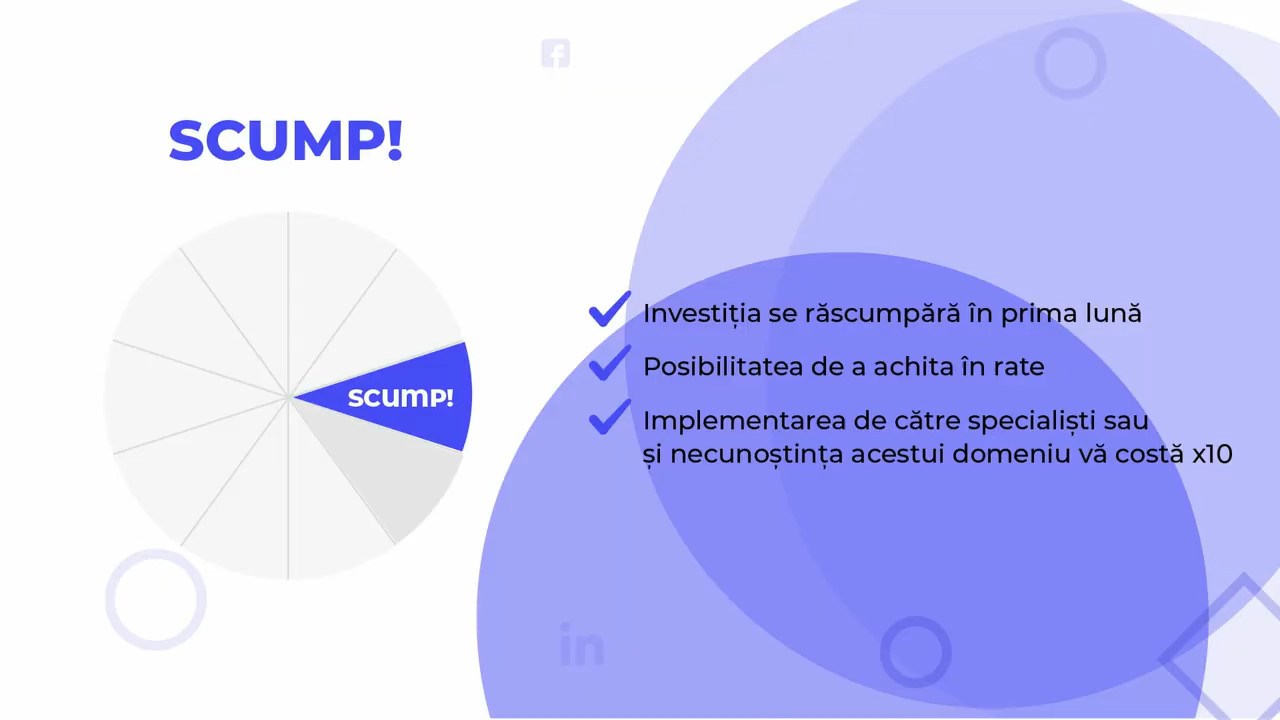 SCUMP!
SCUMP!
Investiția se răscumpără în prima lună
Posibilitatea de a achita în rate
Implementarea de către specialiști sau
și necunoștința acestui domeniu vă costă x10
in